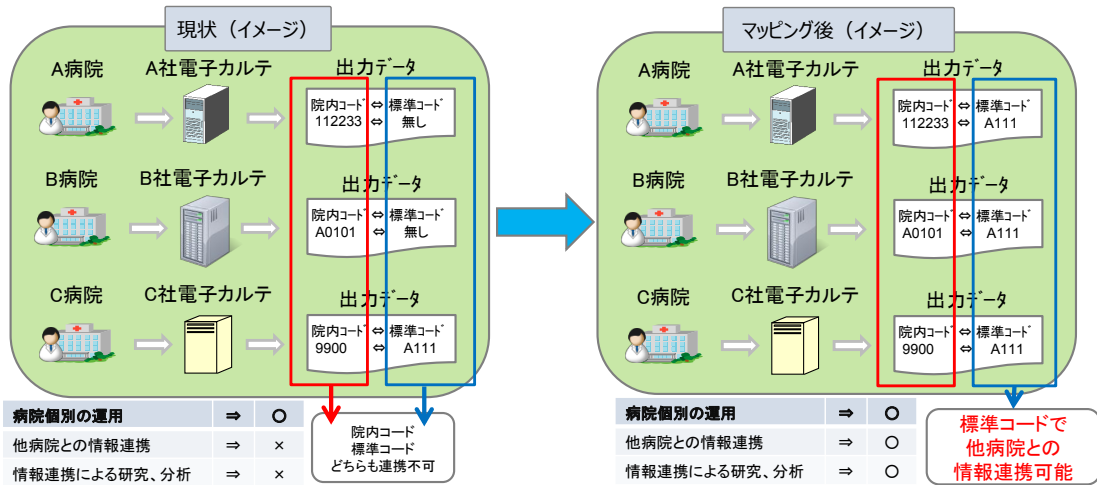 現状（イメージ）
A病院
A社電子カルテ
出力データ
院内コード ⇔ 標準コード
112233 ⇔ 無し
B病院
B社電子カルテ
出力データ
院内コード ⇔ 標準コード
A0101 ⇔ 無し
C病院
C社電子カルテ
出力データ
院内コード ⇔ 標準コード
9900 ⇔ A111
病院個別の運用 ⇒ ○
他病院との情報連携 ⇒ ×
情報連携による研究、分析 ⇒ ×
院内コード
標準コード
どちらも連携不可
マッピング後（イメージ）
A病院
A社電子カルテ
出力データ
院内コード ⇔ 標準コード
112233 ⇔ A111
B病院
B社電子カルテ
出力データ
院内コード ⇔ 標準コード
A0101 ⇔ A111
C病院
C社電子カルテ
出力データ
院内コード ⇔ 標準コード
9900 ⇔ A111
病院個別の運用 ⇒ ○
他病院との情報連携 ⇒ ○
情報連携による研究、分析 ⇒ ○
標準コードで
他病院との
情報連携可能